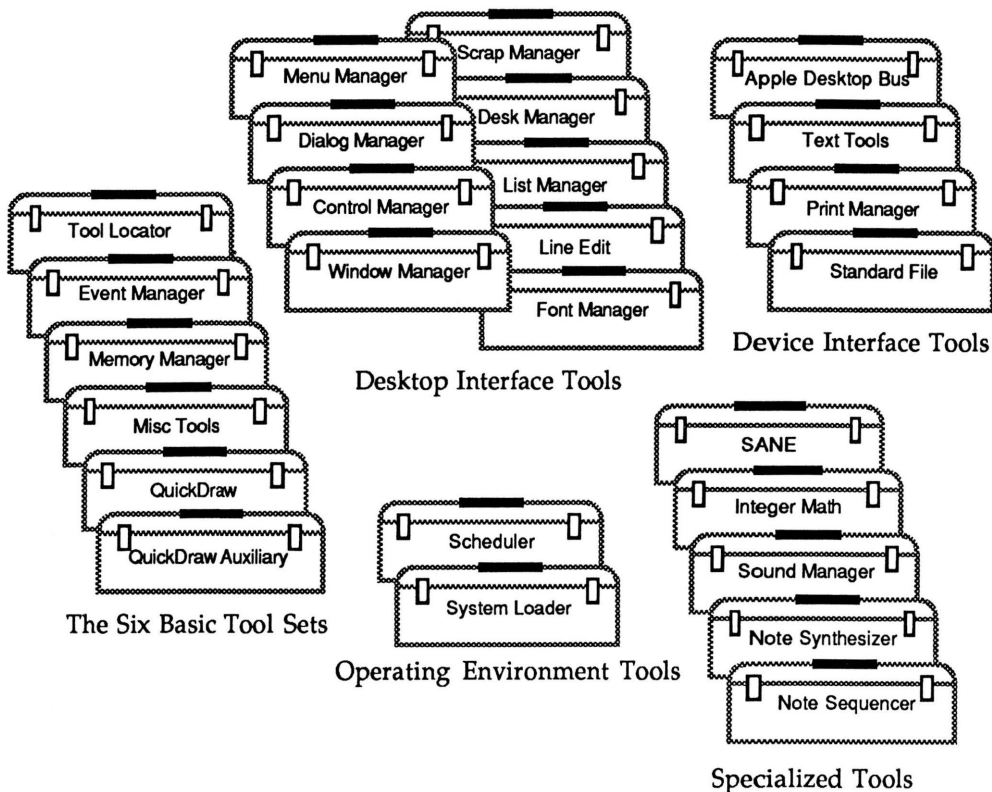 Menu Manager
Dialog Manager
Control Manager
Window Manager
Scrap Manager
Desk Manager
List Manager
Line Edit
Font Manager
Desktop Interface Tools
Apple Desktop Bus
Text Tools
Print Manager
Standard File
Device Interface Tools
Tool Locator
Event Manager
Memory Manager
Misc Tools
QuickDraw
QuickDraw Auxiliary
The Six Basic Tool Sets
Scheduler
System Loader
Operating Environment Tools
SANE
Integer Math
Sound Manager
Note Synthesizer
Note Sequencer
Specialized Tools